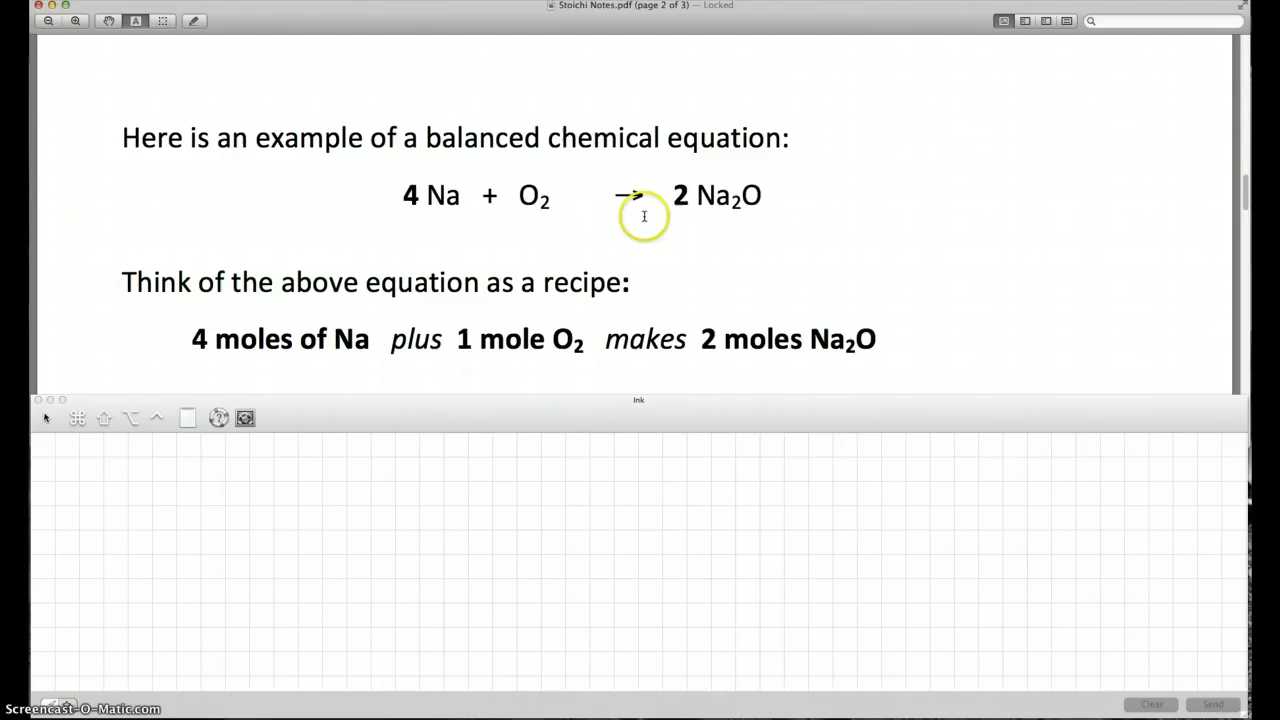 Stoichi Notes.pdf (page 2 of 3) — Locked
A
Here is an example of a balanced chemical equation:
4 Na + O₂ → 2 Na₂O
Think of the above equation as a recipe:
4 moles of Na plus 1 mole O₂ makes 2 moles Na₂O
Ink
Clear Send
Screencast-O-Matic.com